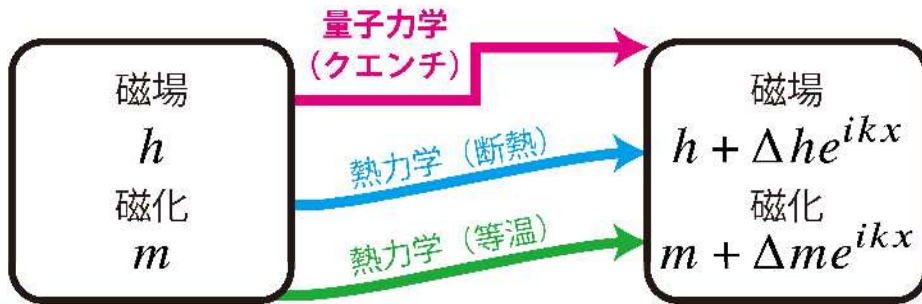 量子力学
（クエンチ）
磁場
h
磁化
m
熱力学（断熱）
熱力学（等温）
磁場
h + Δhe^{ikx}
磁化
m + Δme^{ikx}